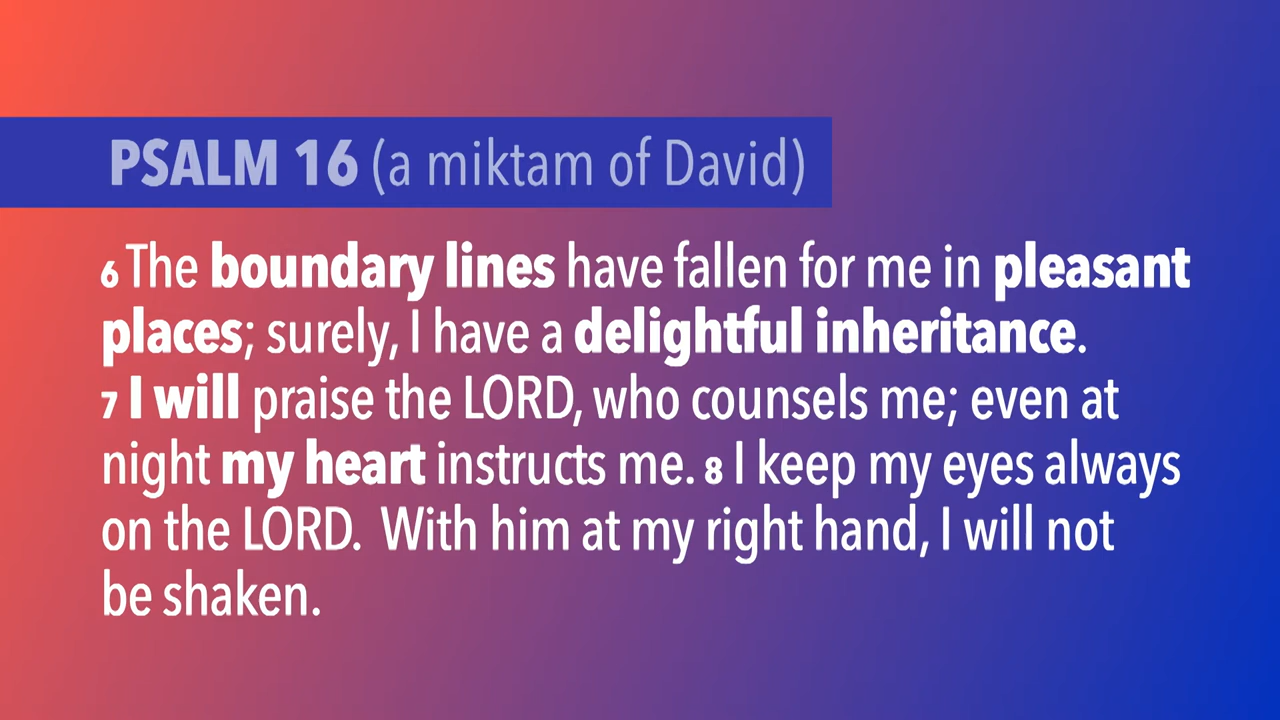 PSALM 16 (a miktam of David)
6 The boundary lines have fallen for me in pleasant
places; surely, I have a delightful inheritance.
7 I will praise the LORD, who counsels me; even at
night my heart instructs me. 8 I keep my eyes always
on the LORD.  With him at my right hand, I will not
be shaken.